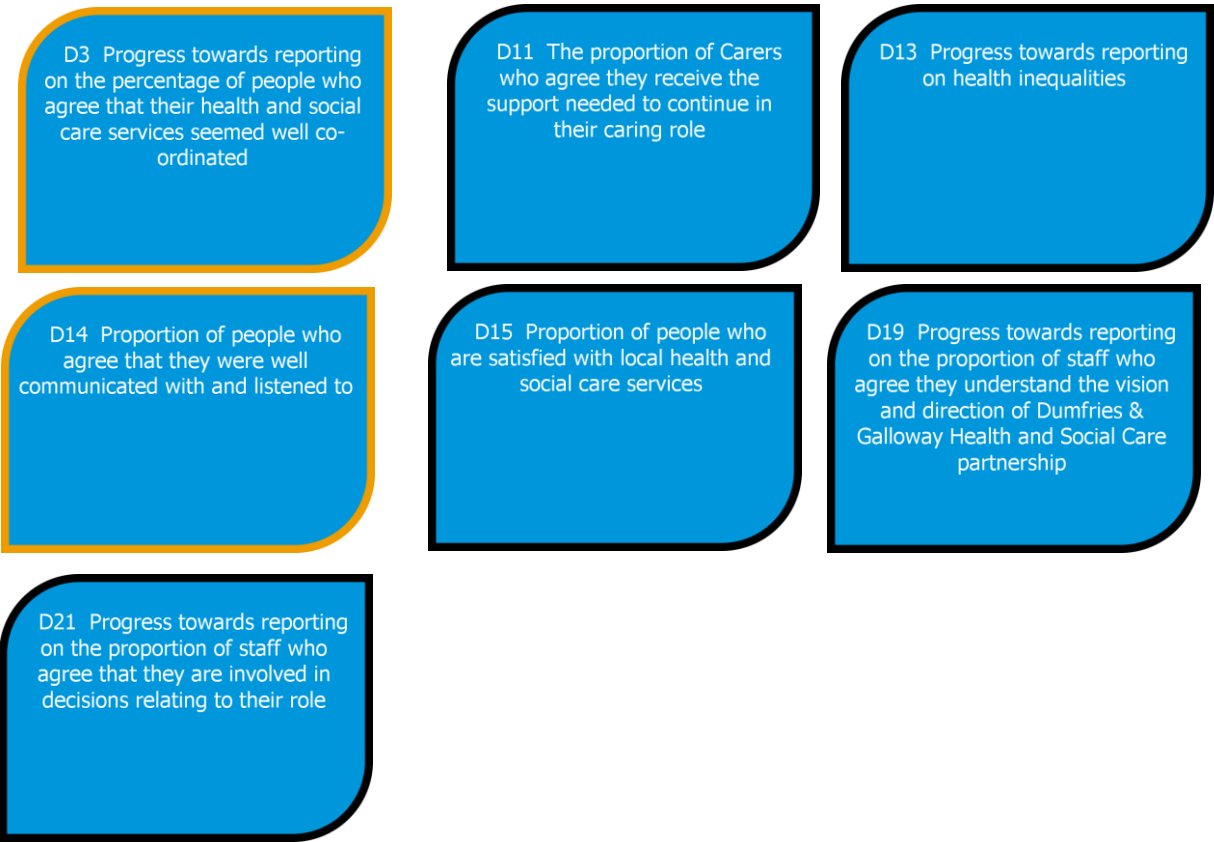 D3 Progress towards reporting
on the percentage of people who
agree that their health and social
care services seemed well co-
ordinated
D11 The proportion of Carers
who agree they receive the
support needed to continue in
their caring role
D13 Progress towards reporting
on health inequalities
D14 Proportion of people who
agree that they were well
communicated with and listened to
D15 Proportion of people who
are satisfied with local health and
social care services
D19 Progress towards reporting
on the proportion of staff who
agree they understand the vision
and direction of Dumfries &
Galloway Health and Social Care
partnership
D21 Progress towards reporting
on the proportion of staff who
agree that they are involved in
decisions relating to their role